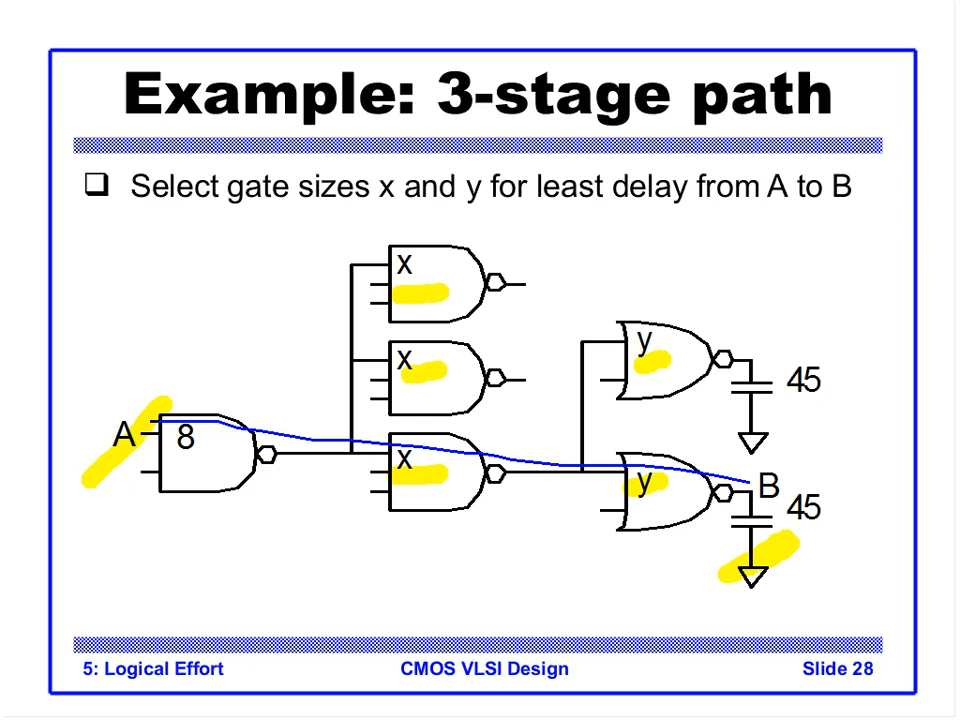 Example: 3-stage path
Select gate sizes x and y for least delay from A to B
x
x
y
45
A
8
x
y
B
45
5: Logical Effort
CMOS VLSI Design
Slide 28